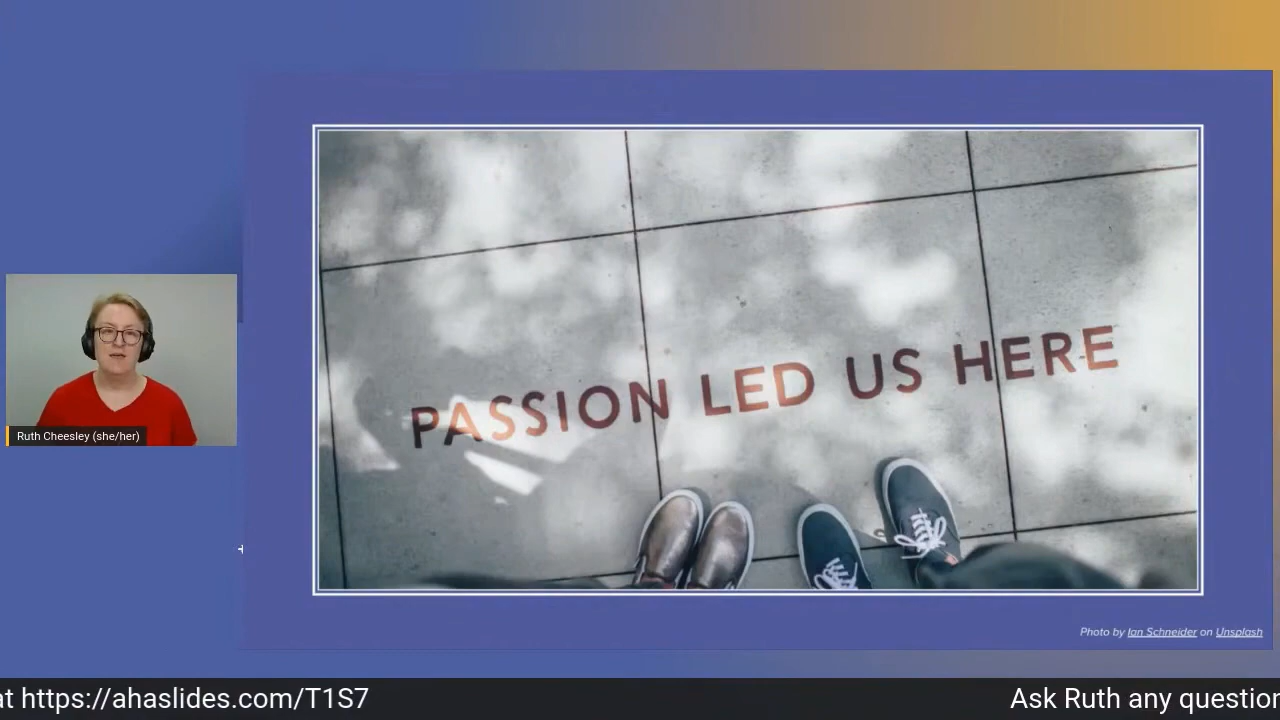 PASSION LED US HERE
Ruth Cheesley (she/her)
Photo by Ian Schneider on Unsplash
at https://ahaslides.com/T1S7
Ask Ruth any question